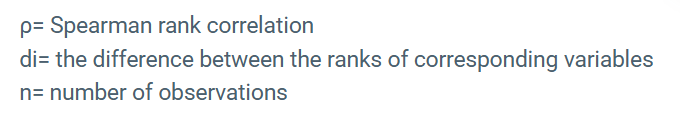 ρ= Spearman rank correlation
di= the difference between the ranks of corresponding variables
n= number of observations